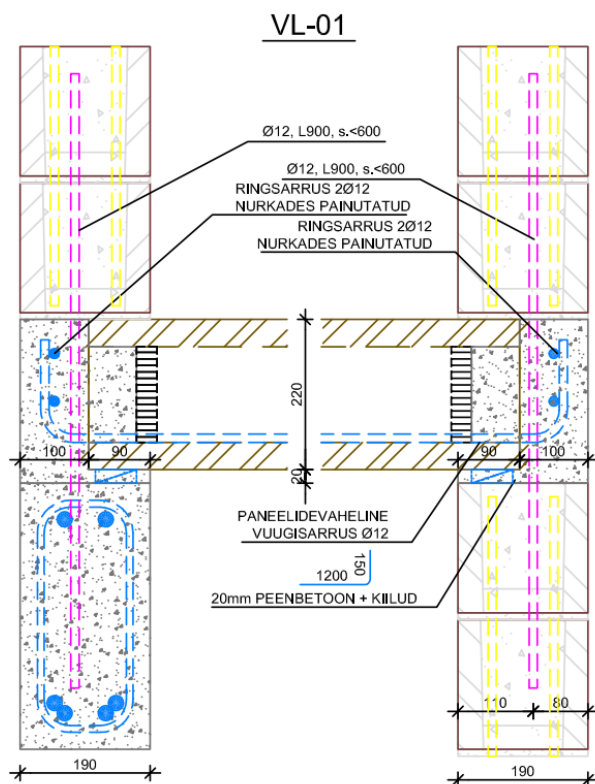 VL-01
Ø12, L900, s.<600
Ø12, L900, s.<600
RINGSARRUS 2Ø12
NURKADES PAINUTATUD
RINGSARRUS 2Ø12
NURKADES PAINUTATUD
220
100
90
90
100
20
PANEELIDEVAHELINE
VUUGISARRUS Ø12
150
1200
20mm PEENBETOON + KIILUD
110
80
190
190